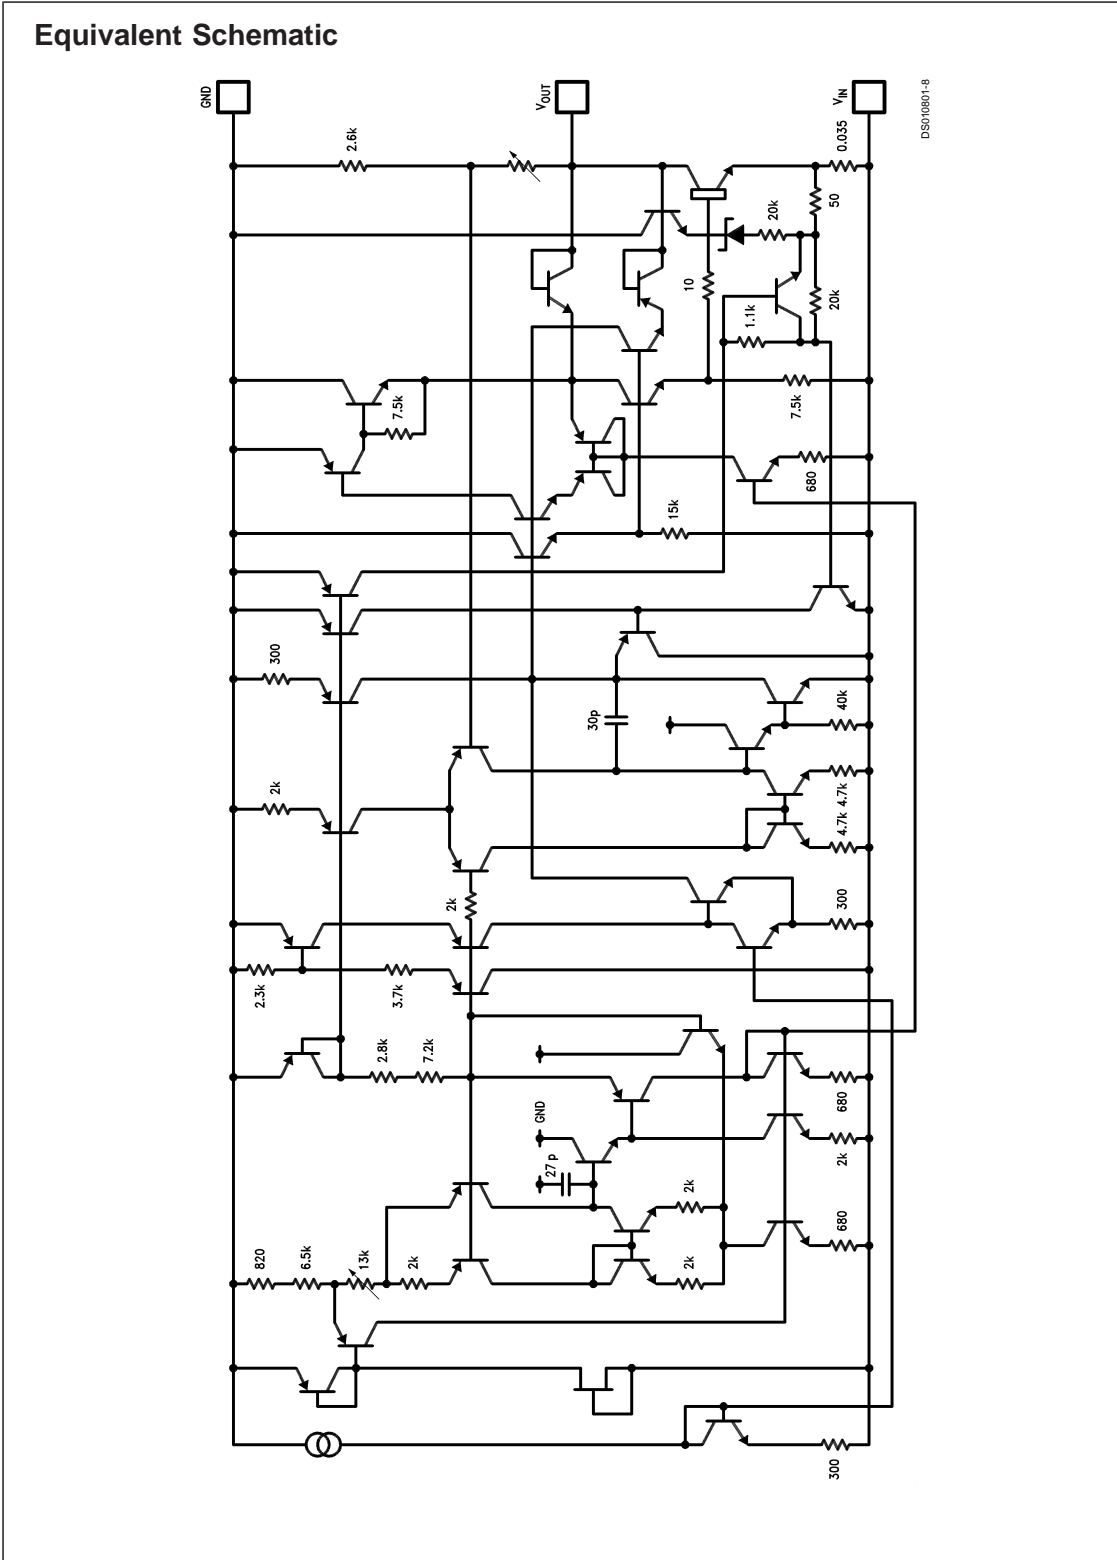 Equivalent Schematic
GND
VOUT
VIN
DS010801-8
2.6k
0.035
50
20k
10
20k
1.1k
7.5k
7.5k
680
15k
300
30p
40k
2k
4.7k
4.7k
2k
300
2.3k
3.7k
2.8k
7.2k
GND
680
27p
2k
2k
820
6.5k
13k
2k
2k
680
300